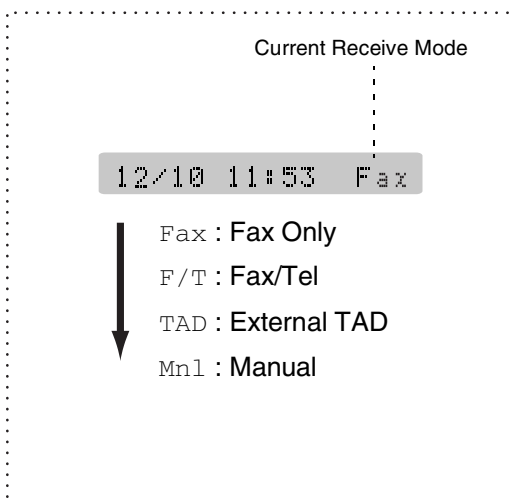 Current Receive Mode
12/10 11:53 Fax
Fax : Fax Only
F/T : Fax/Tel
TAD : External TAD
Mnl : Manual